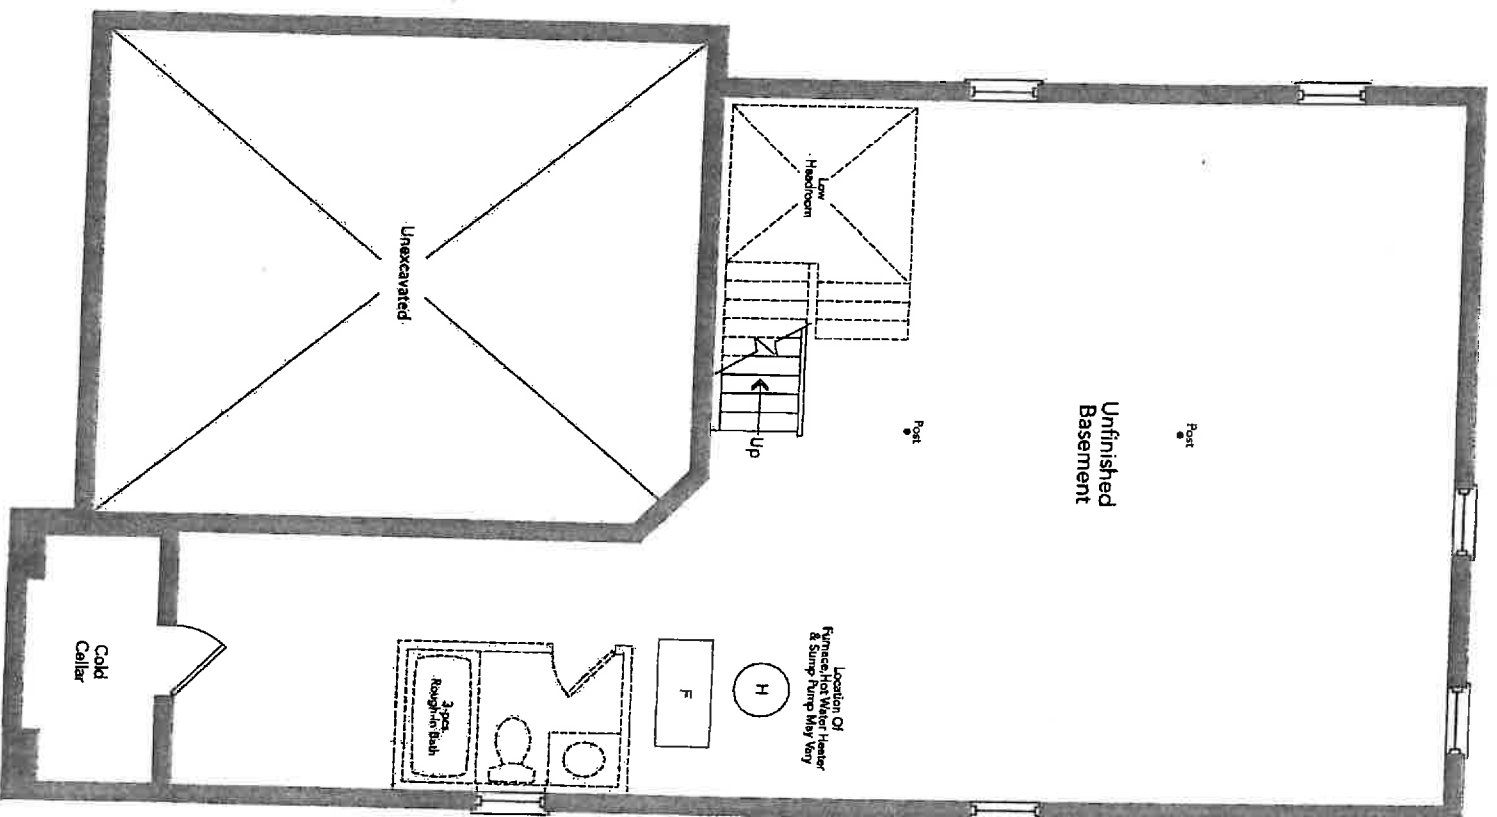 Unexcavated
Low
Headroom
Up
Post
Post
Unfinished
Basement
Location Of
Furnace, Hot Water Heater
& Sump Pump May Vary
H
F
3-pcs.
Rough-In Bath
Cold
Cellar